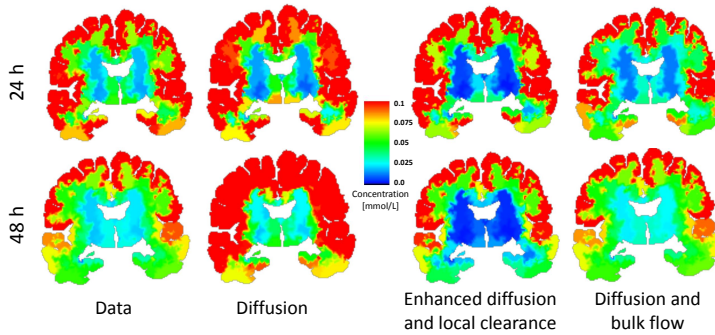 24 h
0.1
0.075
0.05
0.025
0.0
Concentration
[mmol/L]
48 h
Data
Diffusion
Enhanced diffusion
and local clearance
Diffusion and
bulk flow